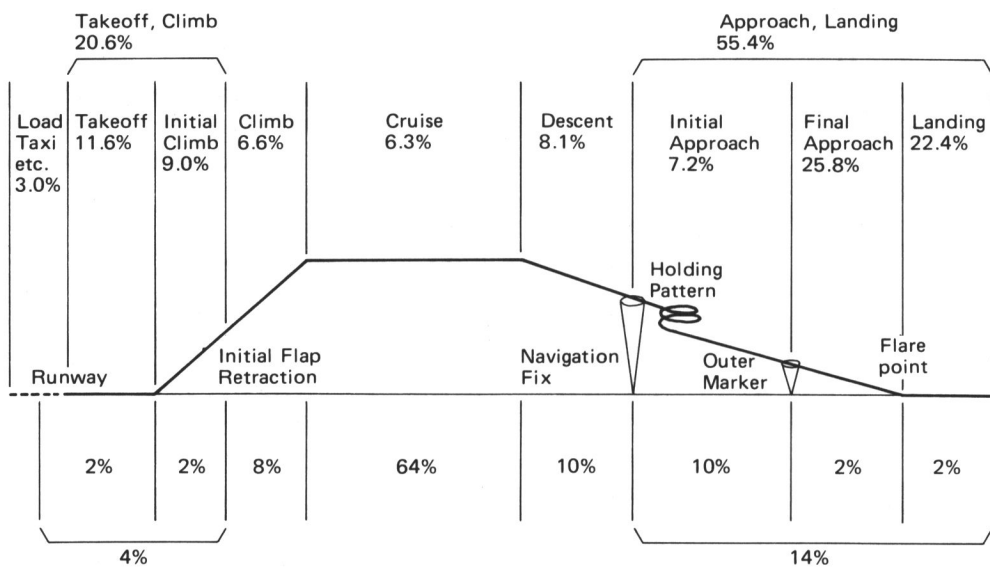 Takeoff, Climb
20.6%
Approach, Landing
55.4%
Load
Taxi
etc.
3.0%
Takeoff
11.6%
Initial
Climb
9.0%
Climb
6.6%
Cruise
6.3%
Descent
8.1%
Initial
Approach
7.2%
Final
Approach
25.8%
Landing
22.4%
Holding
Pattern
Runway
Initial Flap
Retraction
Navigation
Fix
Outer
Marker
Flare
point
2%
2%
8%
64%
10%
10%
2%
2%
4%
14%